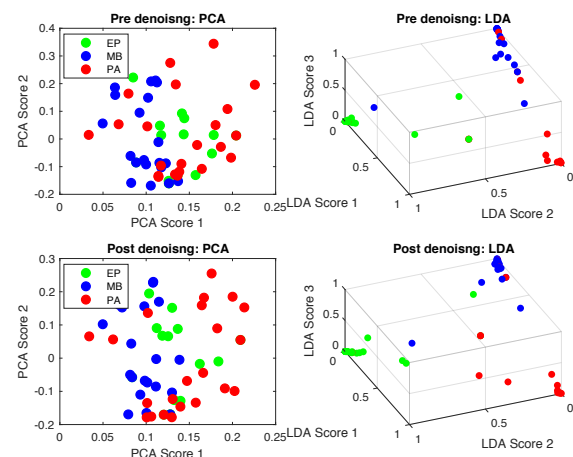 Pre denoisng: PCA
EP
MB
PA
PCA Score 2
0.4
0.3
0.2
0.1
0
-0.1
-0.2
0
0.05
0.1
0.15
0.2
0.25
PCA Score 1
Pre denoisng: LDA
LDA Score 3
1
0.5
0
0
0.5
1
LDA Score 1
1
0.5
0
LDA Score 2
Post denoisng: PCA
EP
MB
PA
PCA Score 2
0.3
0.2
0.1
0
-0.1
-0.2
0
0.05
0.1
0.15
0.2
0.25
PCA Score 1
Post denoisng: LDA
LDA Score 3
1
0.5
0
0
0.5
1
LDA Score 1
1
0.5
0
LDA Score 2